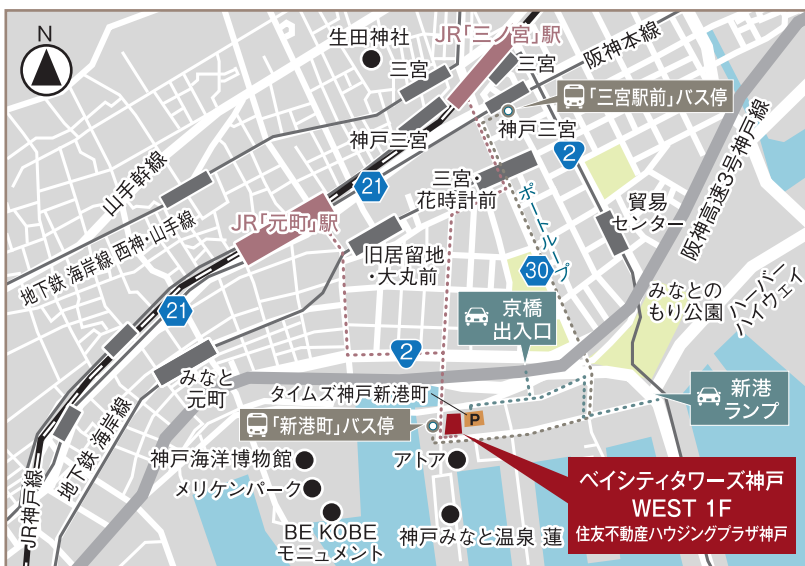 N
生田神社
JR「三ノ宮」駅
三宮
三宮
阪神本線
「三宮駅前」バス停
神戸三宮
神戸三宮
2
山手幹線
21
三宮・
花時計前
ポートループ
貿易
センター
阪神高速3号神戸線
JR「元町」駅
地下鉄 海岸線 西神・山手線
旧居留地
・大丸前
30
みなとの
もり公園
ハーバー
ハイウェイ
21
京橋
出入口
2
みなと
元町
タイムズ神戸新港町
P
新港
ランプ
「新港町」バス停
地下鉄 海岸線
JR神戸線
神戸海洋博物館
アトア
メリケンパーク
BE KOBE
モニュメント
神戸みなと温泉 蓮
ベイシティタワーズ神戸
WEST 1F
住友不動産ハウジングプラザ神戸